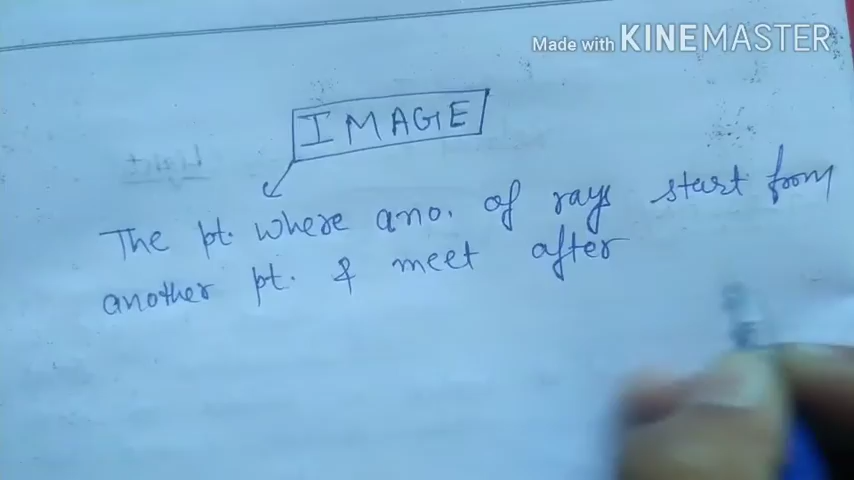 Made with KINEMASTER
IMAGE
The pt. where a no. of rays start from
another pt. & meet after